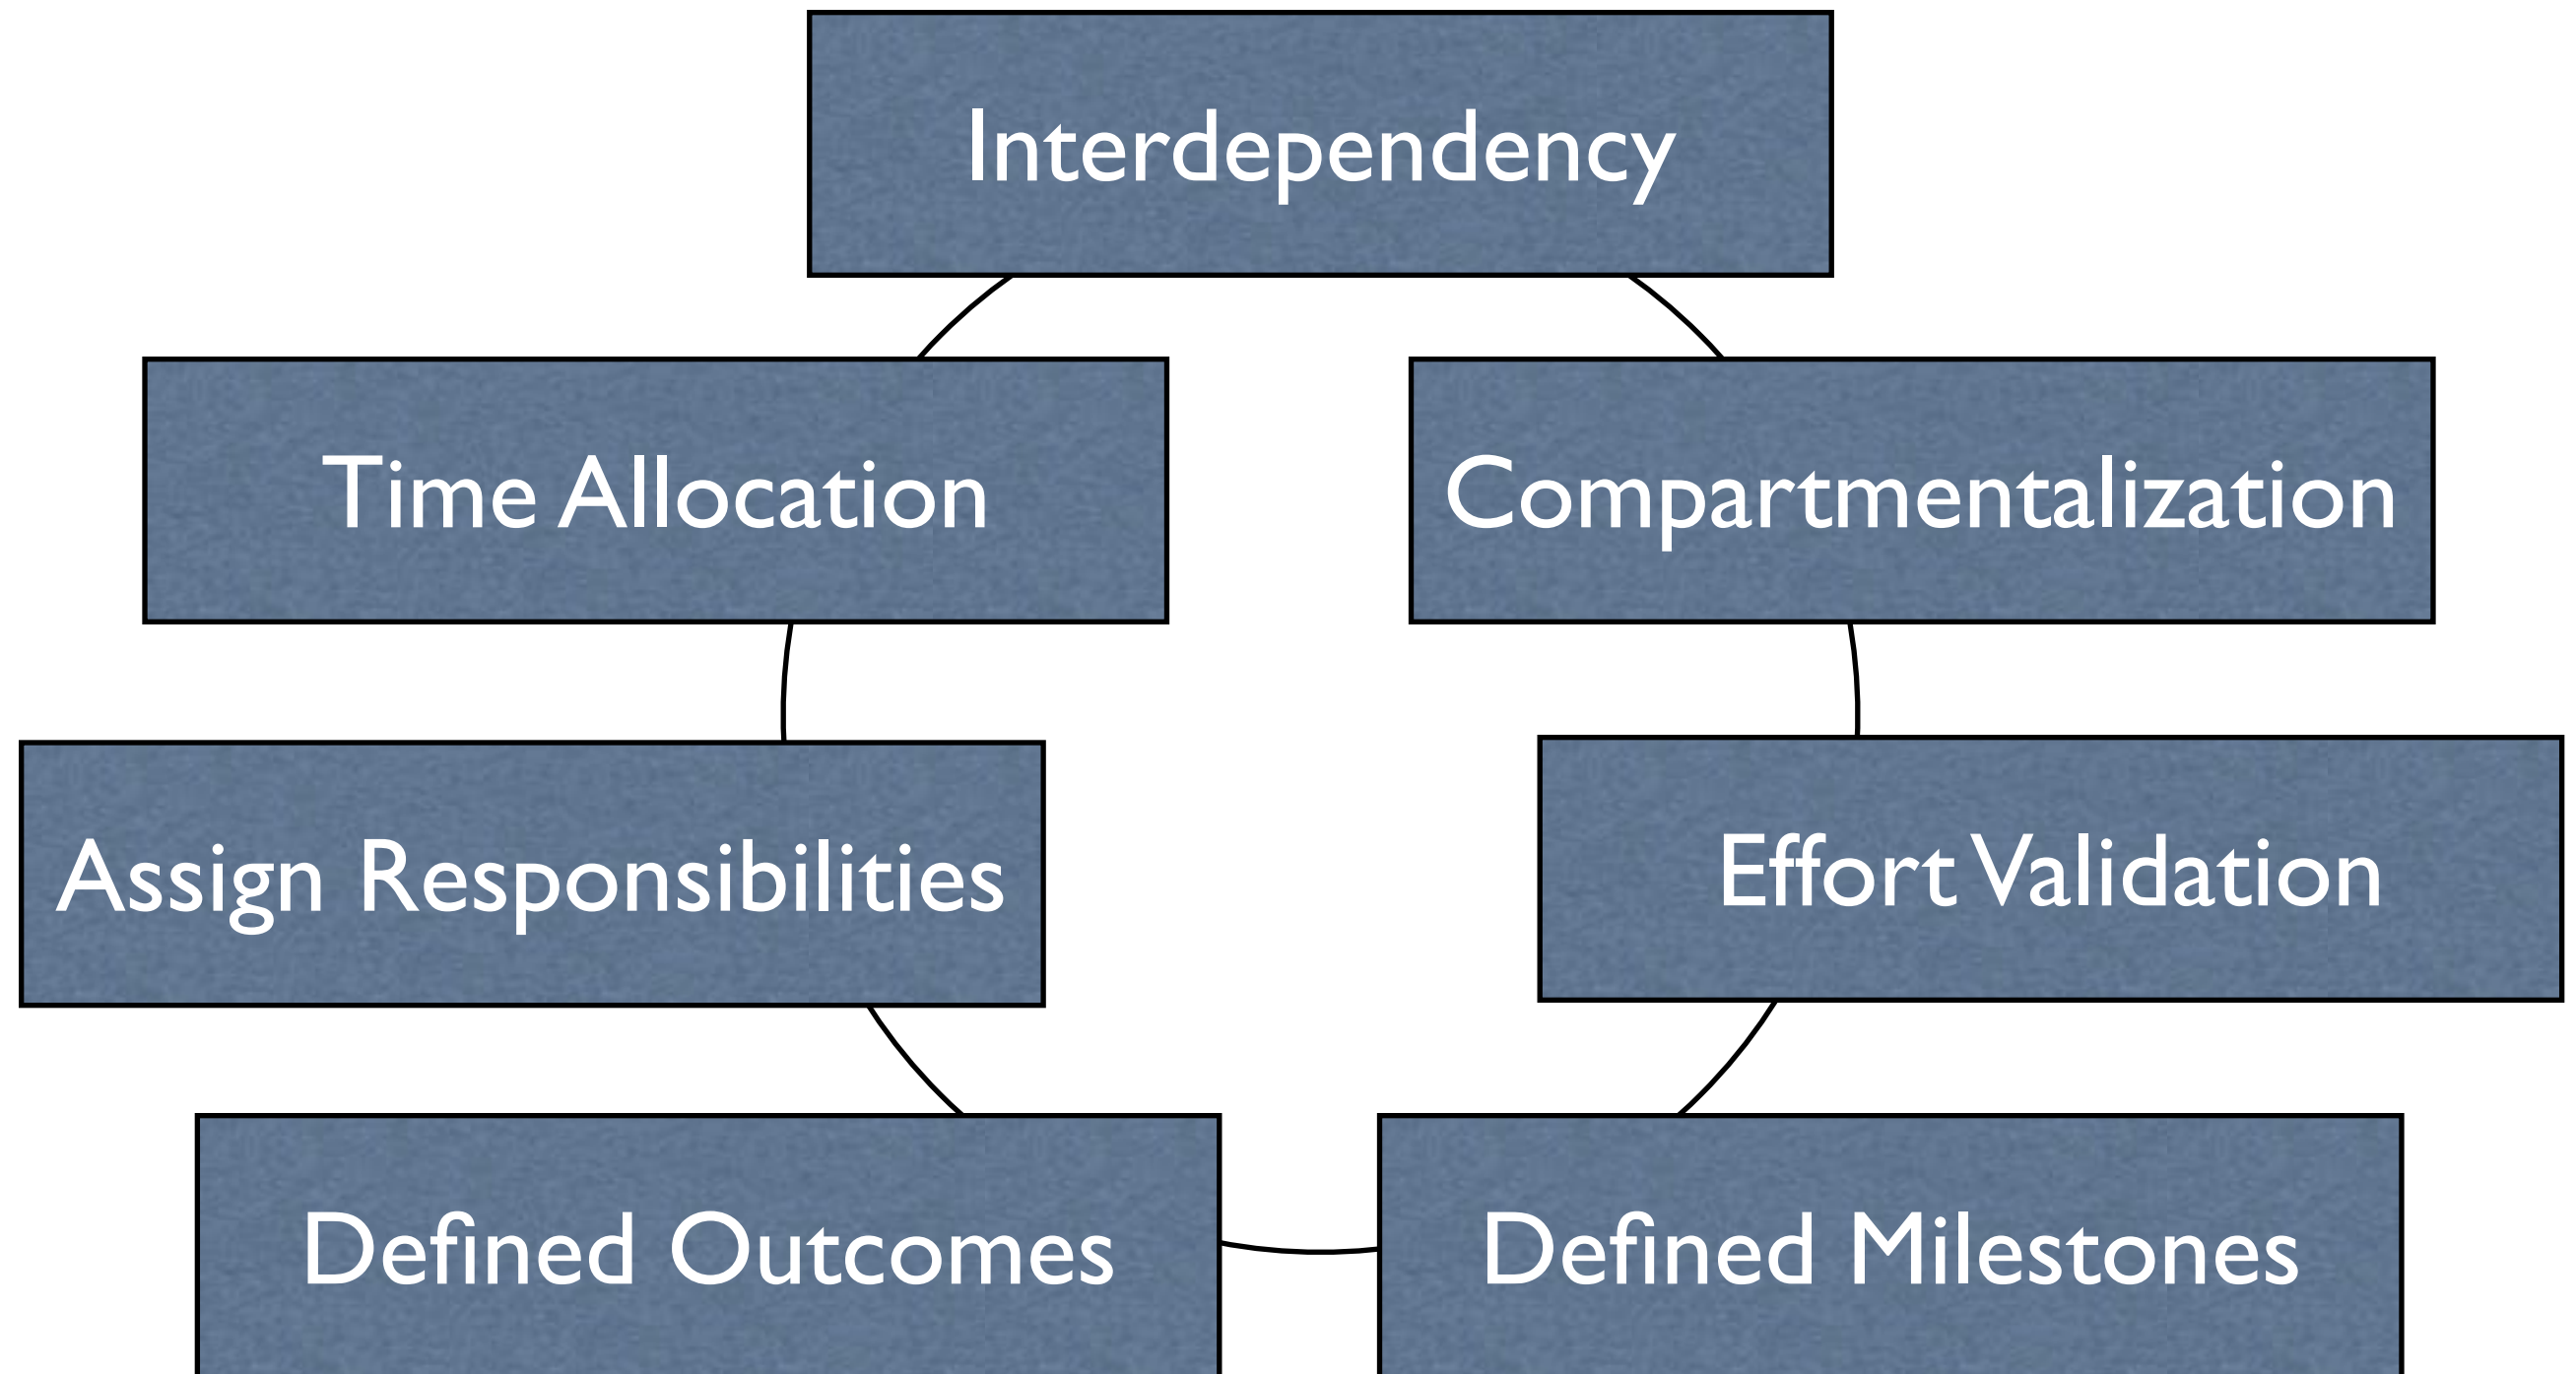 Interdependency
Time Allocation
Compartmentalization
Assign Responsibilities
Effort Validation
Defined Outcomes
Defined Milestones